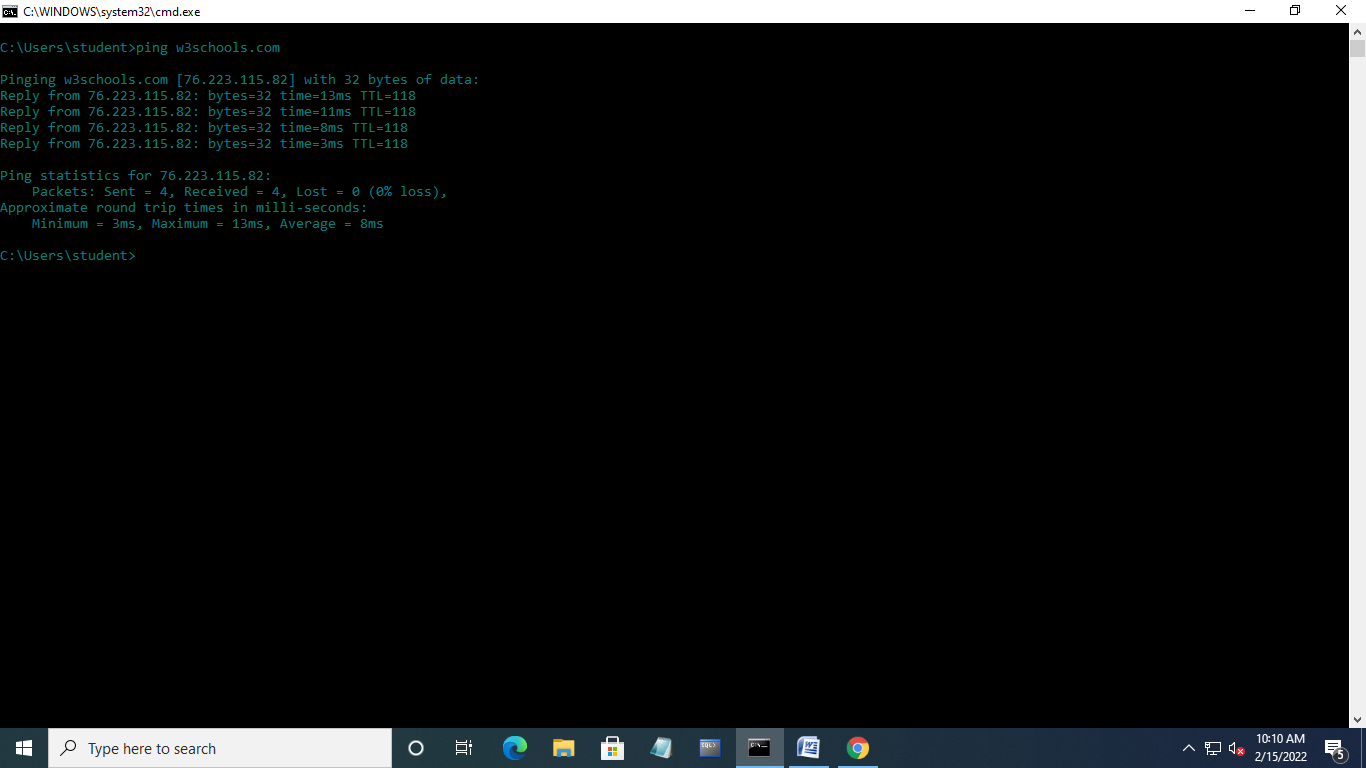 C:\WINDOWS\system32\cmd.exe
C:\Users\student>ping w3schools.com
Pinging w3schools.com [76.223.115.82] with 32 bytes of data:
Reply from 76.223.115.82: bytes=32 time=13ms TTL=118
Reply from 76.223.115.82: bytes=32 time=11ms TTL=118
Reply from 76.223.115.82: bytes=32 time=8ms TTL=118
Reply from 76.223.115.82: bytes=32 time=3ms TTL=118
Ping statistics for 76.223.115.82:
    Packets: Sent = 4, Received = 4, Lost = 0 (0% loss),
Approximate round trip times in milli-seconds:
    Minimum = 3ms, Maximum = 13ms, Average = 8ms
C:\Users\student>
Type here to search
10:10 AM
2/15/2022
5